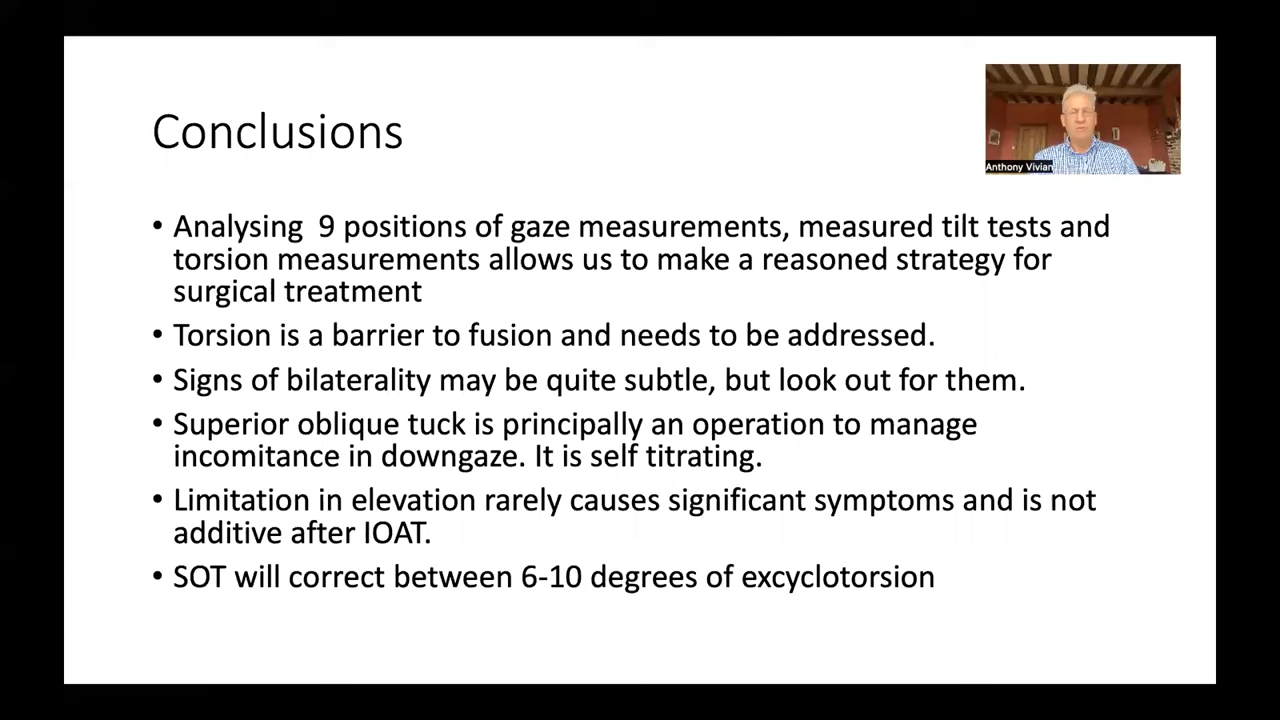 Conclusions
Anthony Vivian
• Analysing  9 positions of gaze measurements, measured tilt tests and
torsion measurements allows us to make a reasoned strategy for
surgical treatment
• Torsion is a barrier to fusion and needs to be addressed.
• Signs of bilaterality may be quite subtle, but look out for them.
• Superior oblique tuck is principally an operation to manage
incomitance in downgaze. It is self titrating.
• Limitation in elevation rarely causes significant symptoms and is not
additive after IOAT.
• SOT will correct between 6-10 degrees of excyclotorsion